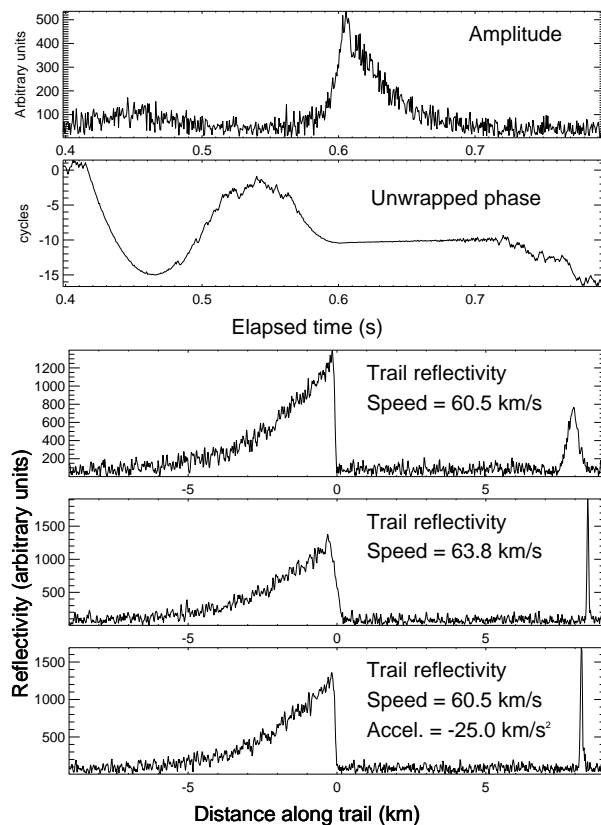 Amplitude
Arbitrary units
500
400
300
200
100
0.4 0.5 0.6 0.7
Unwrapped phase
cycles
0
-5
-10
-15
0.4 0.5 0.6 0.7
Elapsed time (s)
Trail reflectivity
Speed = 60.5 km/s
1200
1000
800
600
400
200
-5 0 5
Trail reflectivity
Speed = 63.8 km/s
1500
1000
500
-5 0 5
Trail reflectivity
Speed = 60.5 km/s
Accel. = -25.0 km/s²
1500
1000
500
-5 0 5
Reflectivity (arbitrary units)
Distance along trail (km)